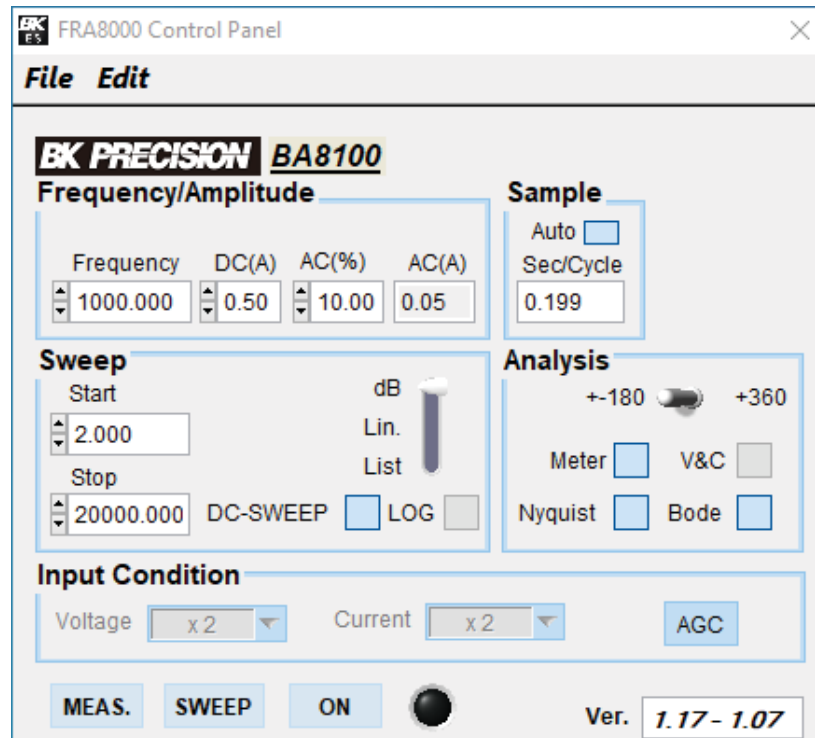 BK
ES
FRA8000 Control Panel
File Edit
BK PRECISION BA8100
Frequency/Amplitude
Frequency DC(A) AC(%) AC(A)
1000.000 0.50 10.00 0.05
Sample
Auto
Sec/Cycle
0.199
Sweep
Start
2.000
Stop
20000.000
dB
Lin.
List
DC-SWEEP LOG
Analysis
+-180 +360
Meter V&C
Nyquist Bode
Input Condition
Voltage x 2 Current x 2 AGC
MEAS. SWEEP ON Ver. 1.17 - 1.07